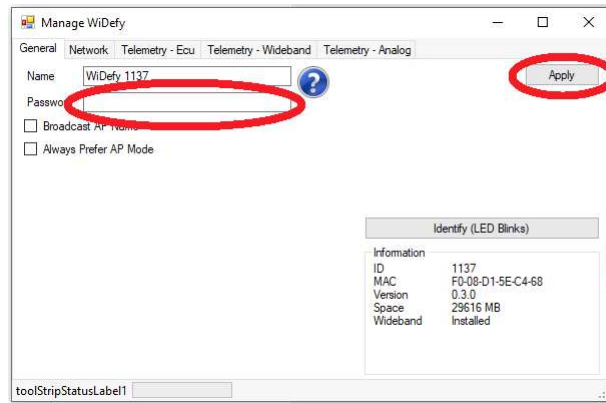 Manage WiDefy
General Network Telemetry - Ecu Telemetry - Wideband Telemetry - Analog
Name WiDefy 1137 ? Apply
Passwo
Broadcast AP Name
Always Prefer AP Mode
Identify (LED Blinks)
Information
ID 1137
MAC F0-08-D1-5E-C4-68
Version 0.3.0
Space 29616 MB
Wideband Installed
toolStripStatusLabel1